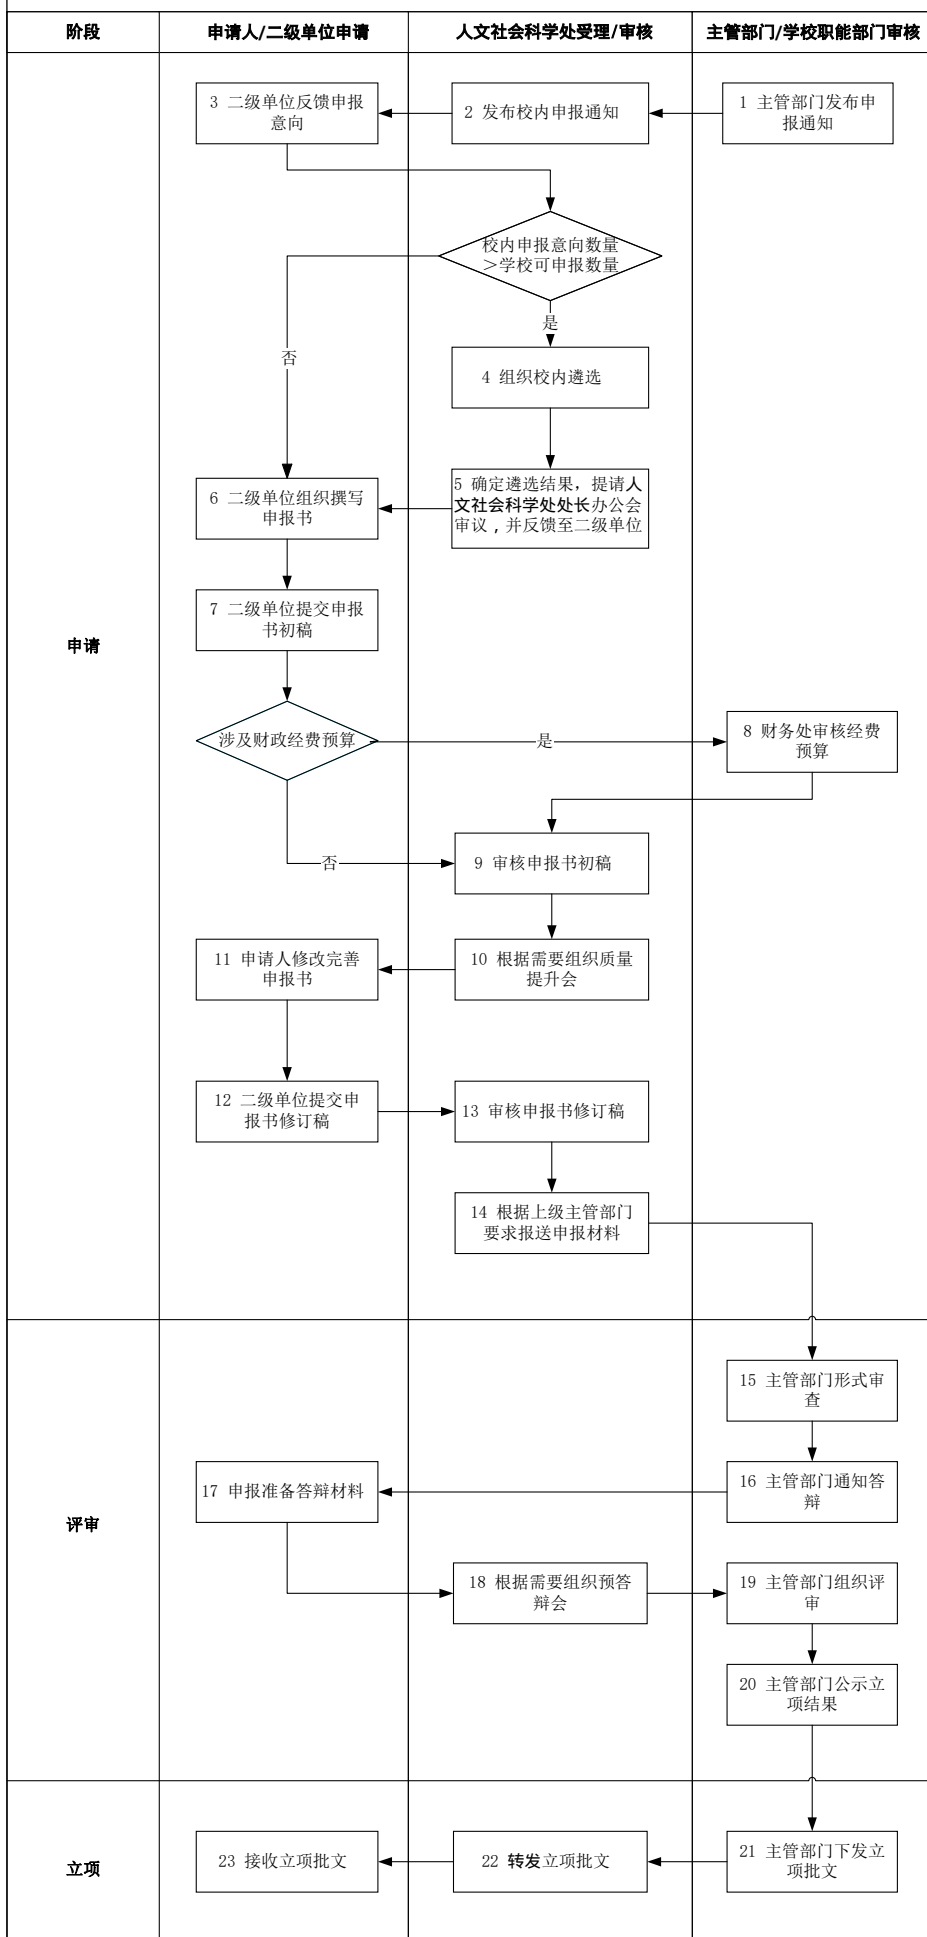 阶段
申请人/二级单位申请
人文社会科学处受理/审核
主管部门/学校职能部门审核
3 二级单位反馈申报
意向
2 发布校内申报通知
1 主管部门发布申
报通知
校内申报意向数量
>学校可申报数量
是
否
4 组织校内遴选
5 确定遴选结果，提请人
文社会科学处处长办公会
审议，并反馈至二级单位
6 二级单位组织撰写
申报书
7 二级单位提交申报
书初稿
申请
涉及财政经费预算
是
8 财务处审核经费
预算
否
9 审核申报书初稿
11 申请人修改完善
申报书
10 根据需要组织质量
提升会
12 二级单位提交申
报书修订稿
13 审核申报书修订稿
14 根据上级主管部门
要求报送申报材料
15 主管部门形式审
查
17 申报准备答辩材料
16 主管部门通知答
辩
评审
18 根据需要组织预答
辩会
19 主管部门组织评
审
20 主管部门公示立
项结果
立项
23 接收立项批文
22 转发立项批文
21 主管部门下发立
项批文